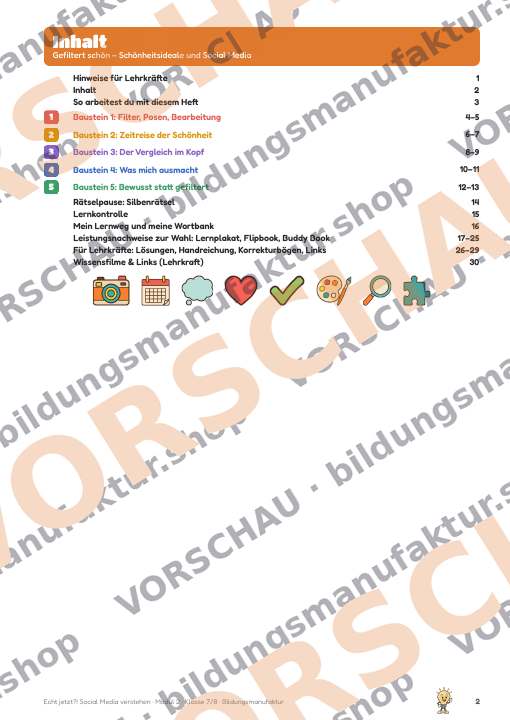 Inhalt
Gefiltert schön – Schönheitsideale und Social Media
Hinweise für Lehrkräfte 1
Inhalt 2
So arbeitest du mit diesem Heft 3
1 Baustein 1: Filter, Posen, Bearbeitung 4–5
2 Baustein 2: Zeitreise der Schönheit 6–7
3 Baustein 3: Der Vergleich im Kopf 8–9
4 Baustein 4: Was mich ausmacht 10–11
5 Baustein 5: Bewusst statt gefiltert 12–13
Rätselpause: Silbenrätsel 14
Lernkontrolle 15
Mein Lernweg und meine Wortbank 16
Leistungsnachweise zur Wahl: Lernplakat, Flipbook, Buddy Book 17–25
Für Lehrkräfte: Lösungen, Handreichung, Korrekturbögen, Links 26–29
Wissensfilme & Links (Lehrkraft) 30
VORSCHAU
VORSCHAU · bildungsmanufaktur.shop
Echt jetzt?! Social Media verstehen · Modul 2 · Klasse 7/8 · Bildungsmanufaktur 2